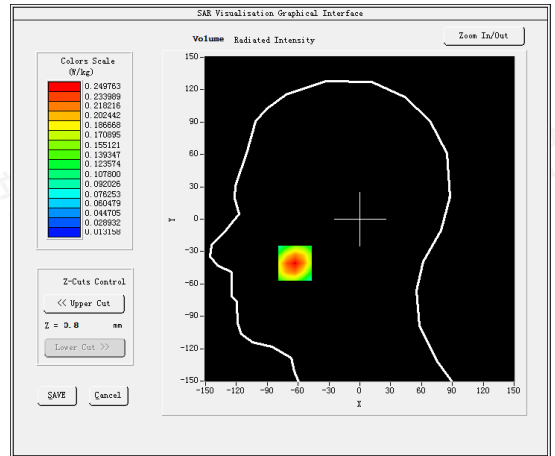 SAR Visualisation Graphical Interface
Volume Radiated Intensity
Zoom In/Out
Colors Scale
(W/kg)
0.249763
0.233989
0.218216
0.202442
0.186668
0.170895
0.155121
0.139347
0.123574
0.107800
0.092026
0.076253
0.060479
0.044705
0.028932
0.013158
Z-Cuts Control
<< Upper Cut
Z = 0.8 mm
Lower Cut >>
SAVE Cancel
150
120
90
60
30
0
-30
-60
-90
-120
-150
Y
-150 -120 -90 -60 -30 0 30 60 90 120 150
X